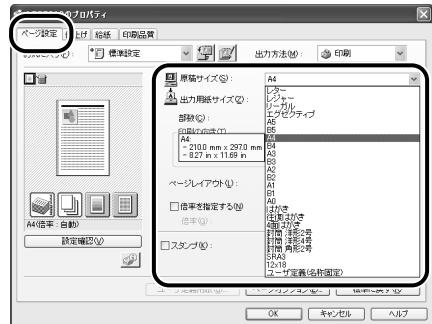 のプロパティ
ページ設定 仕上げ 給紙 印刷品質
標準設定 出力方法(M): 印刷
原稿サイズ(S): A4
出力用紙サイズ(Z):
部数(C):
印刷の向き(T)
A4:
- 210.0 mm x 297.0 mm
- 8.27 in x 11.69 in
ページレイアウト(L):
倍率を指定する(N)
倍率(G):
スタンプ(K):
レター
レジャー
リーガル
エグゼクティブ
A5
B5
A4
B4
A3
B3
A2
B2
A1
B1
A0
はがき
往復はがき
4面はがき
封筒 洋形2号
封筒 洋形4号
封筒 角形2号
SRA3
12x18
ユーザ定義(名称固定)
A4(倍率:自動)
設定確認(V)
OK キャンセル ヘルプ